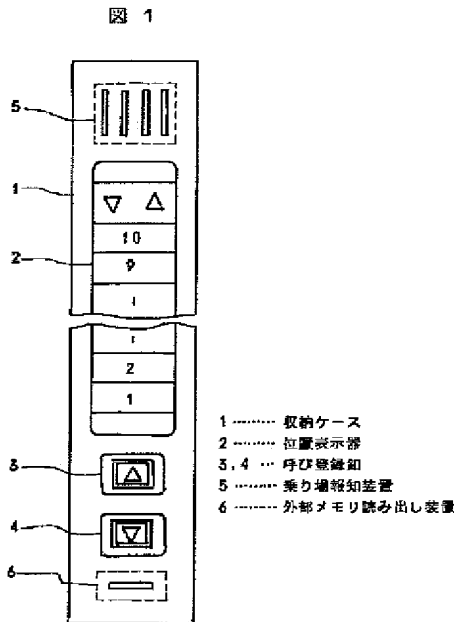 図 1
5
1
▽ △
10
2
9
2
1
3
△
4
▽
6
1 ……… 収納ケース
2 ……… 位置表示器
3,4 … 呼び登録釦
5 ……… 乗り場報知装置
6 ……… 外部メモリ読み出し装置